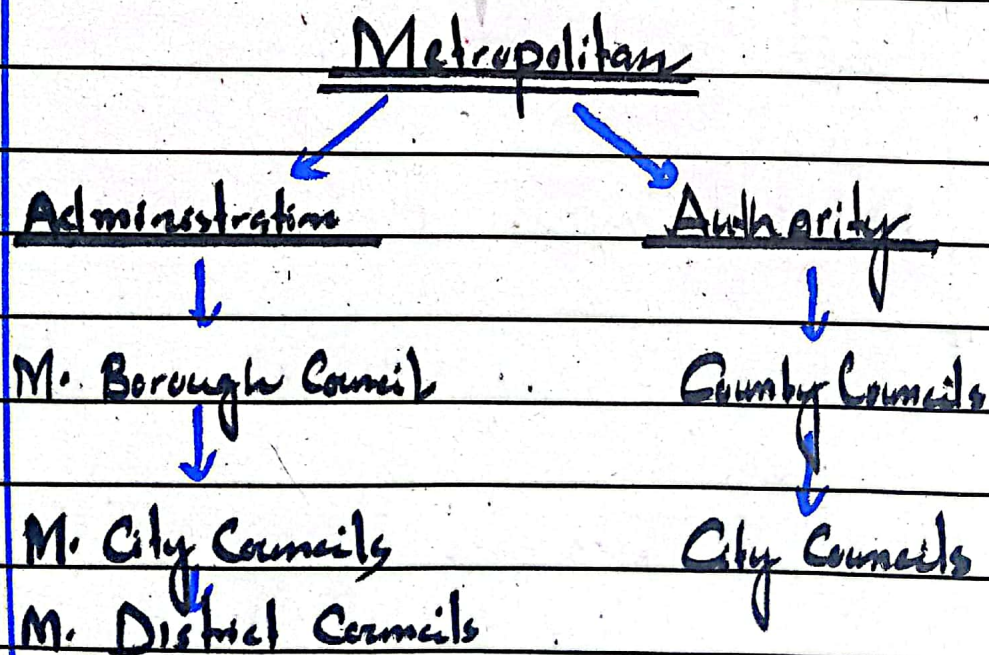 Metropolitan
Administration Authority
M. Borough Council County Councils
M. City Councils City Councils
M. District Councils